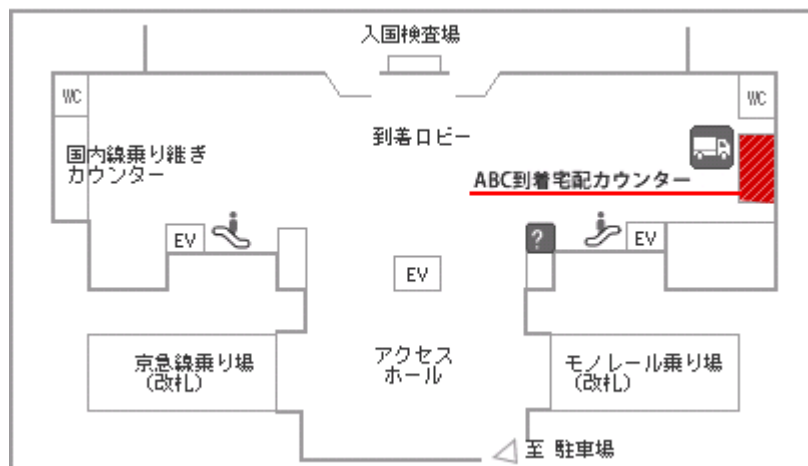 入国検査場
WC
WC
到着ロビー
国内線乗り継ぎ
カウンター
ABC到着宅配カウンター
EV
?
EV
EV
京急線乗り場
(改札)
アクセス
ホール
モノレール乗り場
(改札)
至 駐車場